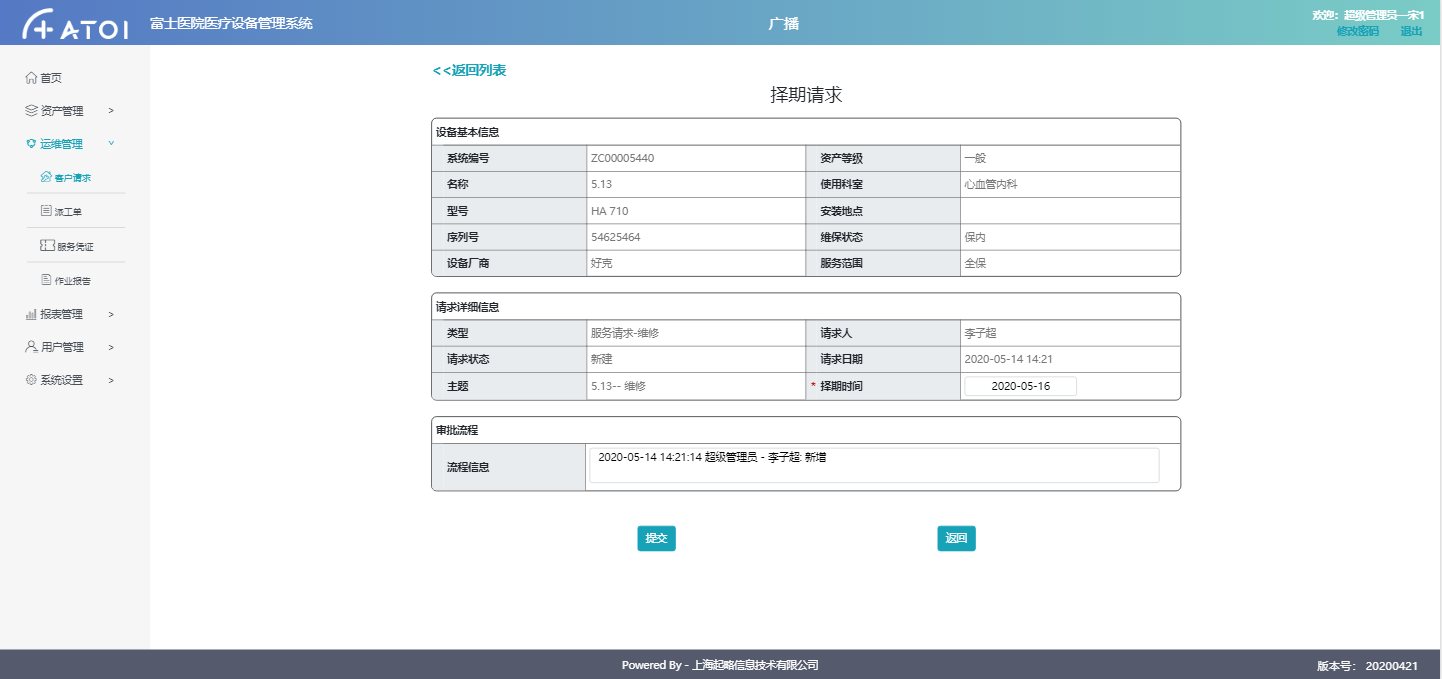 ATOI 富士医院医疗设备管理系统 广播 欢迎: 超级管理员---宋1
修改密码 退出
首页
资产管理 >
运维管理 ∨
客户请求
派工单
服务凭证
作业报告
报表管理 >
用户管理 >
系统设置 >
<<返回列表
择期请求
设备基本信息
系统编号 ZC00005440 资产等级 一般
名称 5.13 使用科室 心血管内科
型号 HA 710 安装地点
序列号 54625464 维保状态 保内
设备厂商 好克 服务范围 全保
请求详细信息
类型 服务请求-维修 请求人 李子超
请求状态 新建 请求日期 2020-05-14 14:21
主题 5.13-- 维修 * 择期时间 2020-05-16
审批流程
流程信息 2020-05-14 14:21:14 超级管理员 - 李子超: 新增
提交 返回
Powered By - 上海起略信息技术有限公司 版本号： 20200421